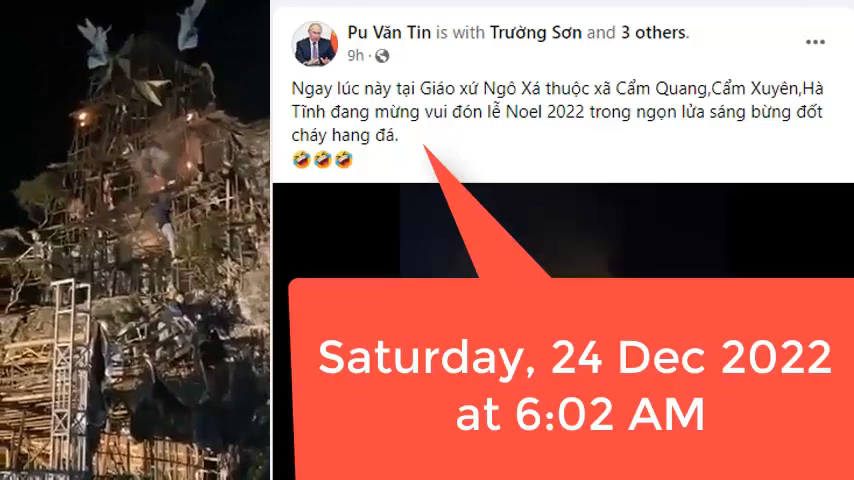 Pu Văn Tin is with Trường Sơn and 3 others.
9h ·
Ngay lúc này tại Giáo xứ Ngô Xá thuộc xã Cẩm Quang,Cẩm Xuyên,Hà
Tĩnh đang mừng vui đón lễ Noel 2022 trong ngọn lửa sáng bừng đốt
cháy hang đá.
🤣🤣🤣
Saturday, 24 Dec 2022
at 6:02 AM